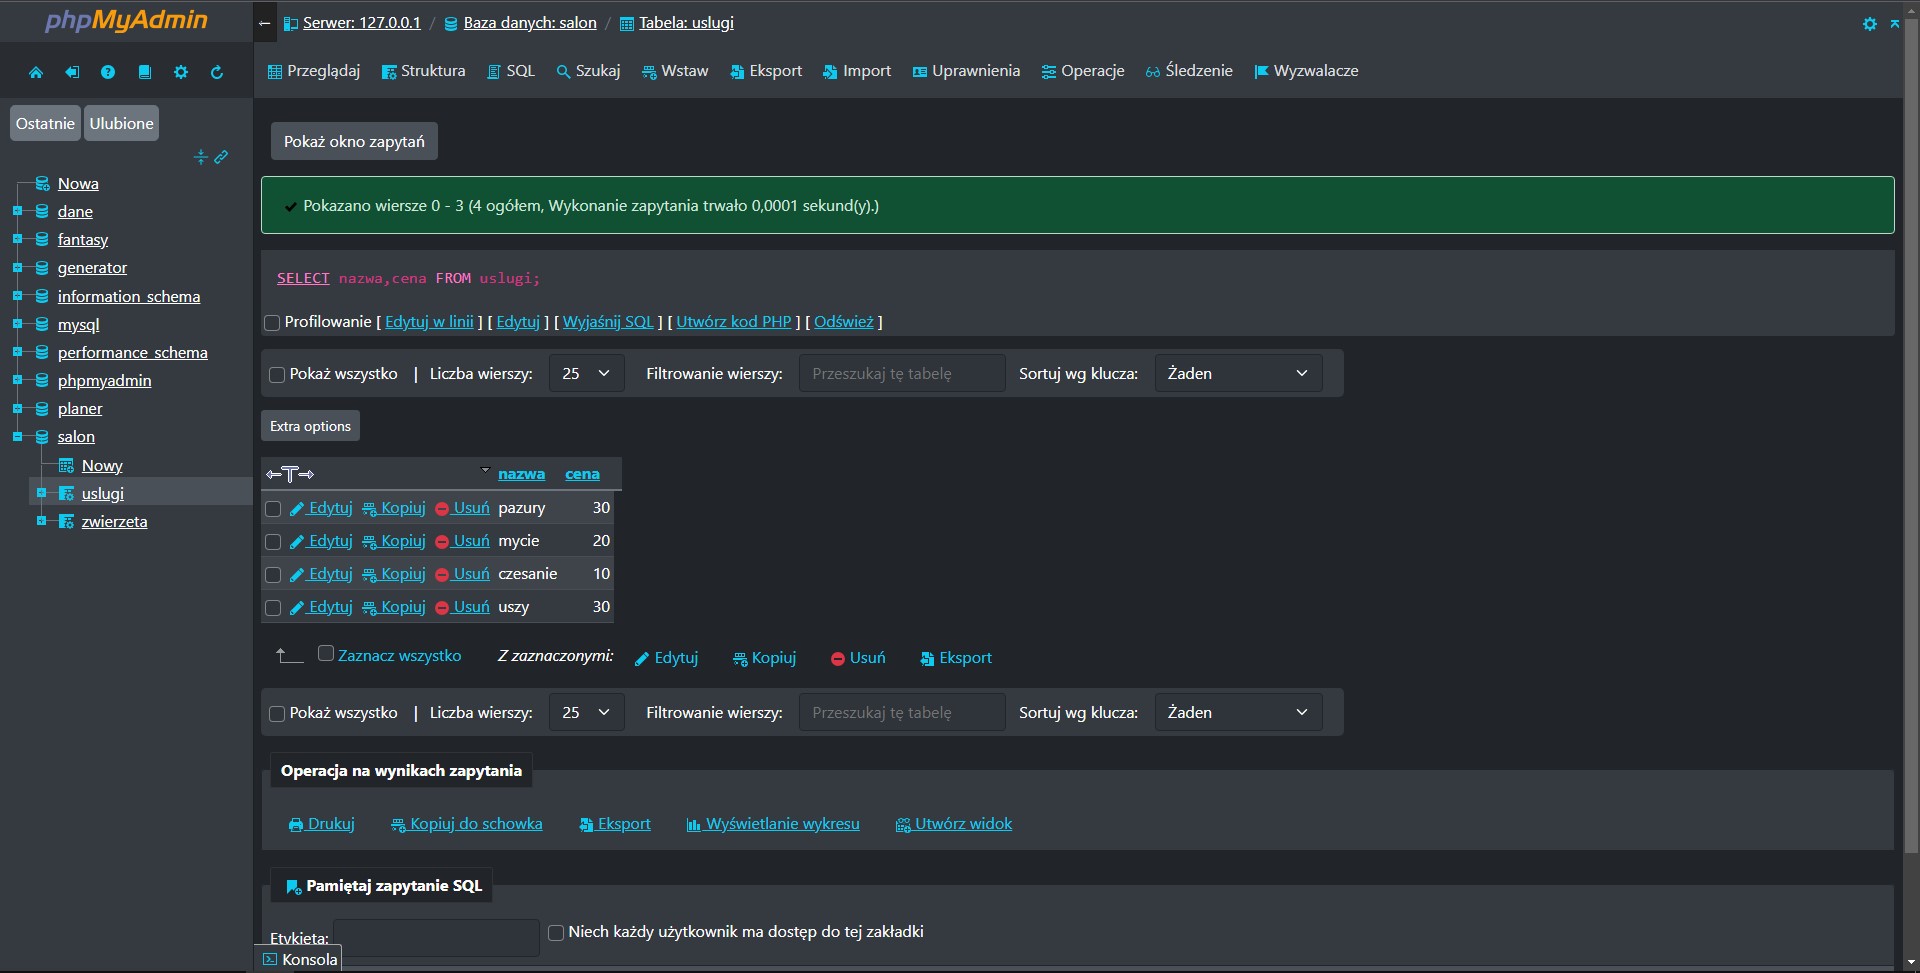 phpMyAdmin
Serwer: 127.0.0.1 / Baza danych: salon / Tabela: uslugi
Przeglądaj Struktura SQL Szukaj Wstaw Eksport Import Uprawnienia Operacje Śledzenie Wyzwalacze
Ostatnie Ulubione
Nowa
dane
fantasy
generator
information_schema
mysql
performance_schema
phpmyadmin
planer
salon
Nowy
uslugi
zwierzeta
Pokaż okno zapytań
Pokazano wiersze 0 - 3 (4 ogółem, Wykonanie zapytania trwało 0,0001 sekund(y).)
SELECT nazwa,cena FROM uslugi;
Profilowanie [ Edytuj w linii ] [ Edytuj ] [ Wyjaśnij SQL ] [ Utwórz kod PHP ] [ Odśwież ]
Pokaż wszystko | Liczba wierszy: 25 Filtrowanie wierszy: Przeszukaj tę tabelę Sortuj wg klucza: Żaden
Extra options
←T→ nazwa cena
Edytuj Kopiuj Usuń pazury 30
Edytuj Kopiuj Usuń mycie 20
Edytuj Kopiuj Usuń czesanie 10
Edytuj Kopiuj Usuń uszy 30
Zaznacz wszystko Z zaznaczonymi: Edytuj Kopiuj Usuń Eksport
Pokaż wszystko | Liczba wierszy: 25 Filtrowanie wierszy: Przeszukaj tę tabelę Sortuj wg klucza: Żaden
Operacja na wynikach zapytania
Drukuj Kopiuj do schowka Eksport Wyświetlanie wykresu Utwórz widok
Pamiętaj zapytanie SQL
Etykieta: Niech każdy użytkownik ma dostęp do tej zakładki
Konsola